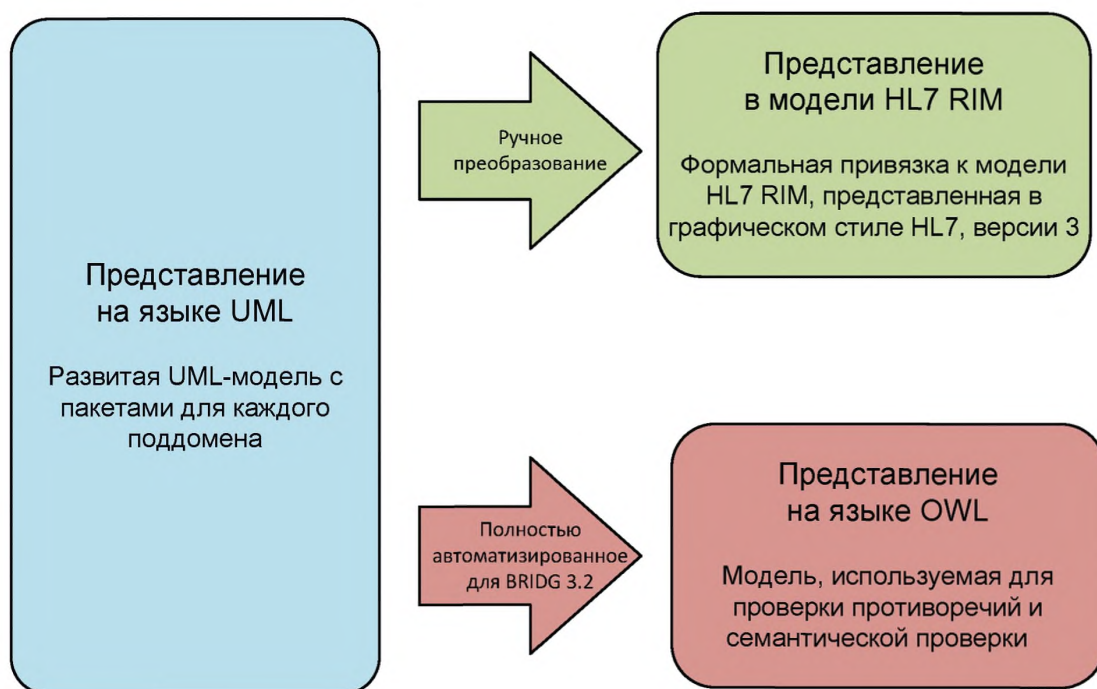 Представление
на языке UML
Развитая UML-модель с
пакетами для каждого
поддомена
Ручное
преобразование
Представление
в модели HL7 RIM
Формальная привязка к модели
HL7 RIM, представленная в
графическом стиле HL7, версии 3
Полностью
автоматизированное
для BRIDG 3.2
Представление
на языке OWL
Модель, используемая для
проверки противоречий и
семантической проверки